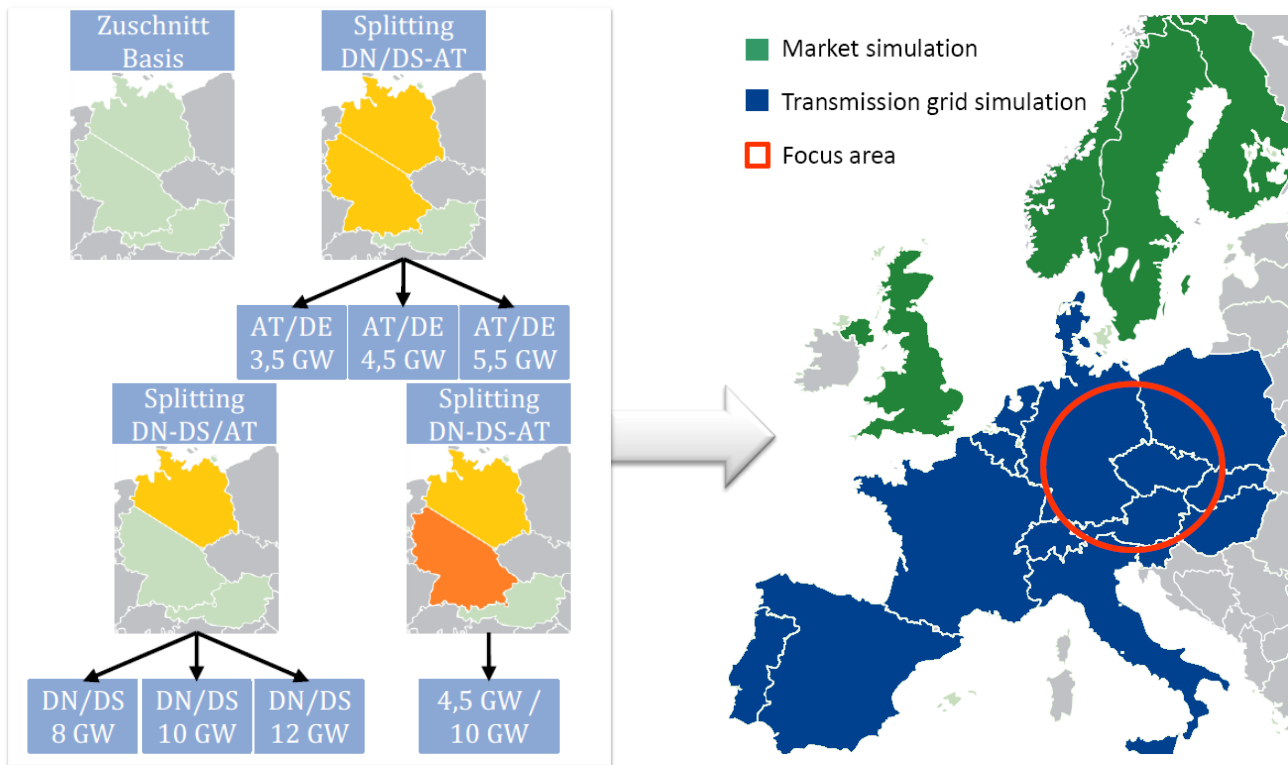 Zuschnitt
Basis
Splitting
DN/DS-AT
AT/DE
3,5 GW
AT/DE
4,5 GW
AT/DE
5,5 GW
Splitting
DN-DS/AT
Splitting
DN-DS-AT
DN/DS
8 GW
DN/DS
10 GW
DN/DS
12 GW
4,5 GW /
10 GW
Market simulation
Transmission grid simulation
Focus area